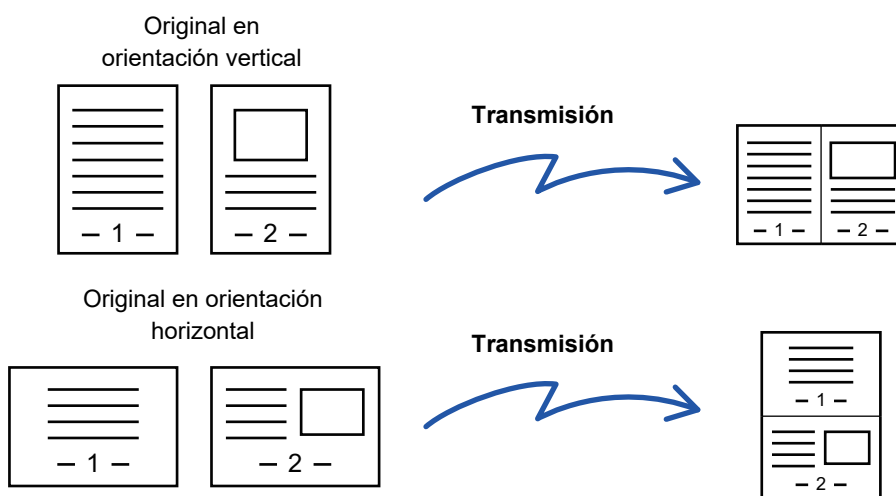 Original en
orientación vertical
Transmisión
– 1 –
– 2 –
– 1 –
– 2 –
Original en orientación
horizontal
Transmisión
– 1 –
– 2 –
– 1 –
– 2 –